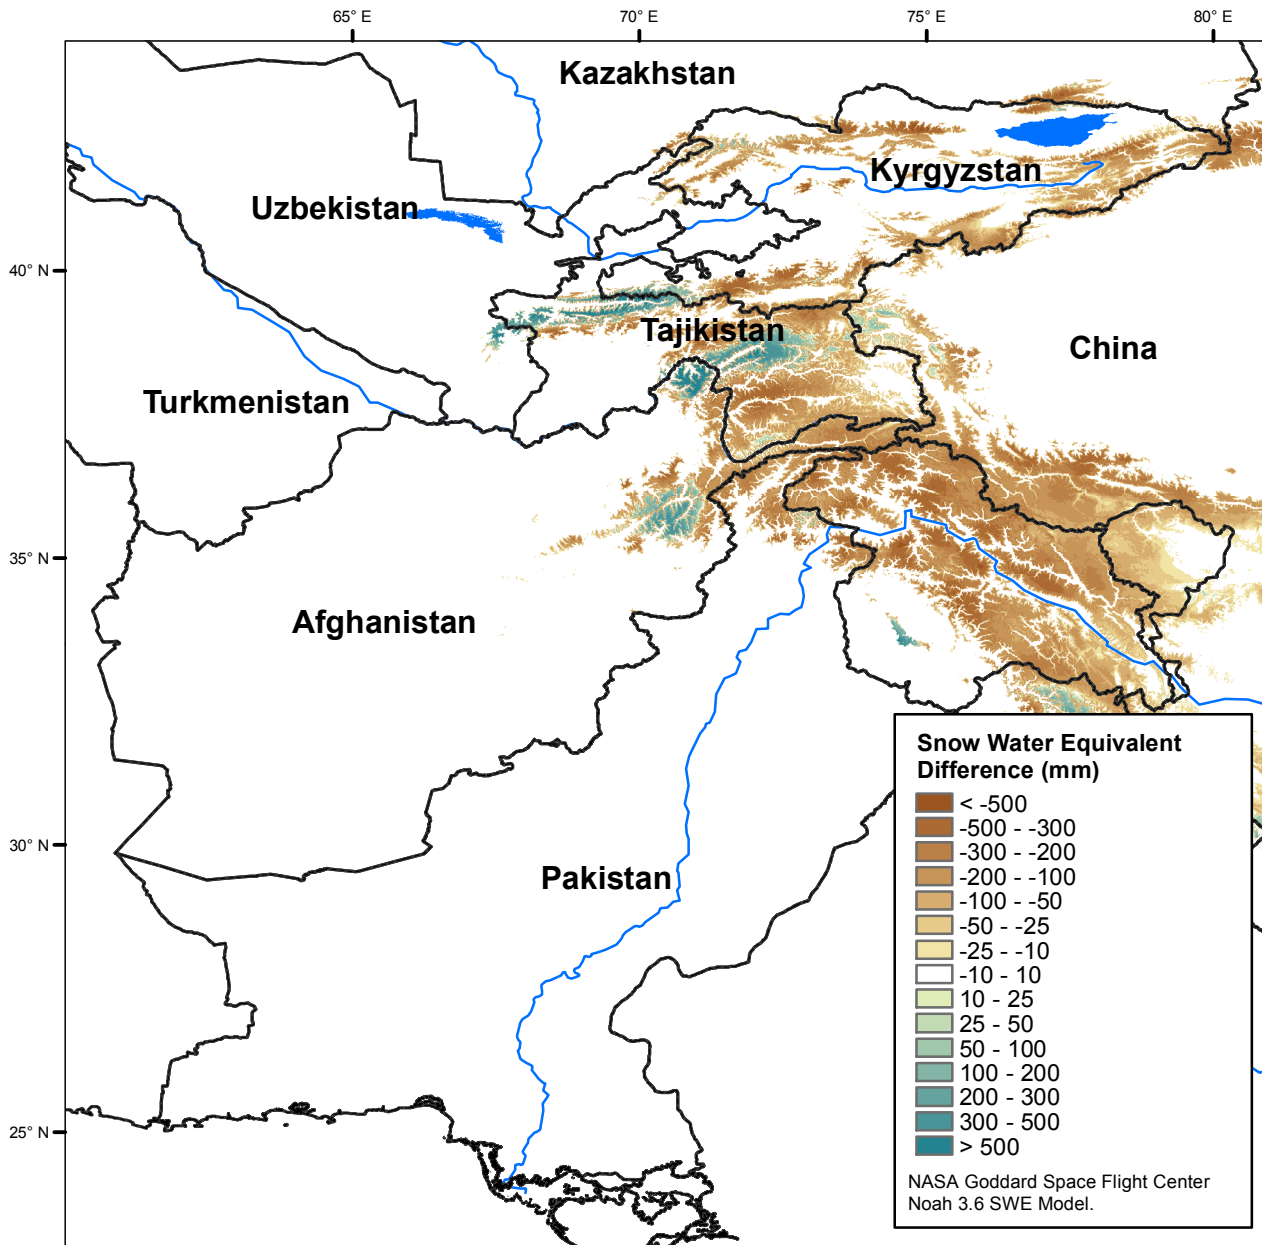 65° E
70° E
75° E
80° E
Kazakhstan
Kyrgyzstan
Uzbekistan
40° N
Tajikistan
China
Turkmenistan
35° N
Afghanistan
Snow Water Equivalent
Difference (mm)
< -500
-500 - -300
-300 - -200
-200 - -100
-100 - -50
-50 - -25
-25 - -10
-10 - 10
10 - 25
25 - 50
50 - 100
100 - 200
200 - 300
300 - 500
> 500
NASA Goddard Space Flight Center
Noah 3.6 SWE Model.
30° N
Pakistan
25° N